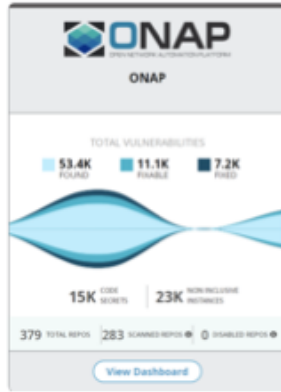 ONAP
OPEN NETWORK AUTOMATION PLATFORM
ONAP
TOTAL VULNERABILITIES
53.4K FOUND
11.1K FIXABLE
7.2K FIXED
15K CODE SECRETS
23K NON INCLUSIVE INSTANCES
379 TOTAL REPOS
283 SCANNED REPOS
0 DISABLED REPOS
View Dashboard